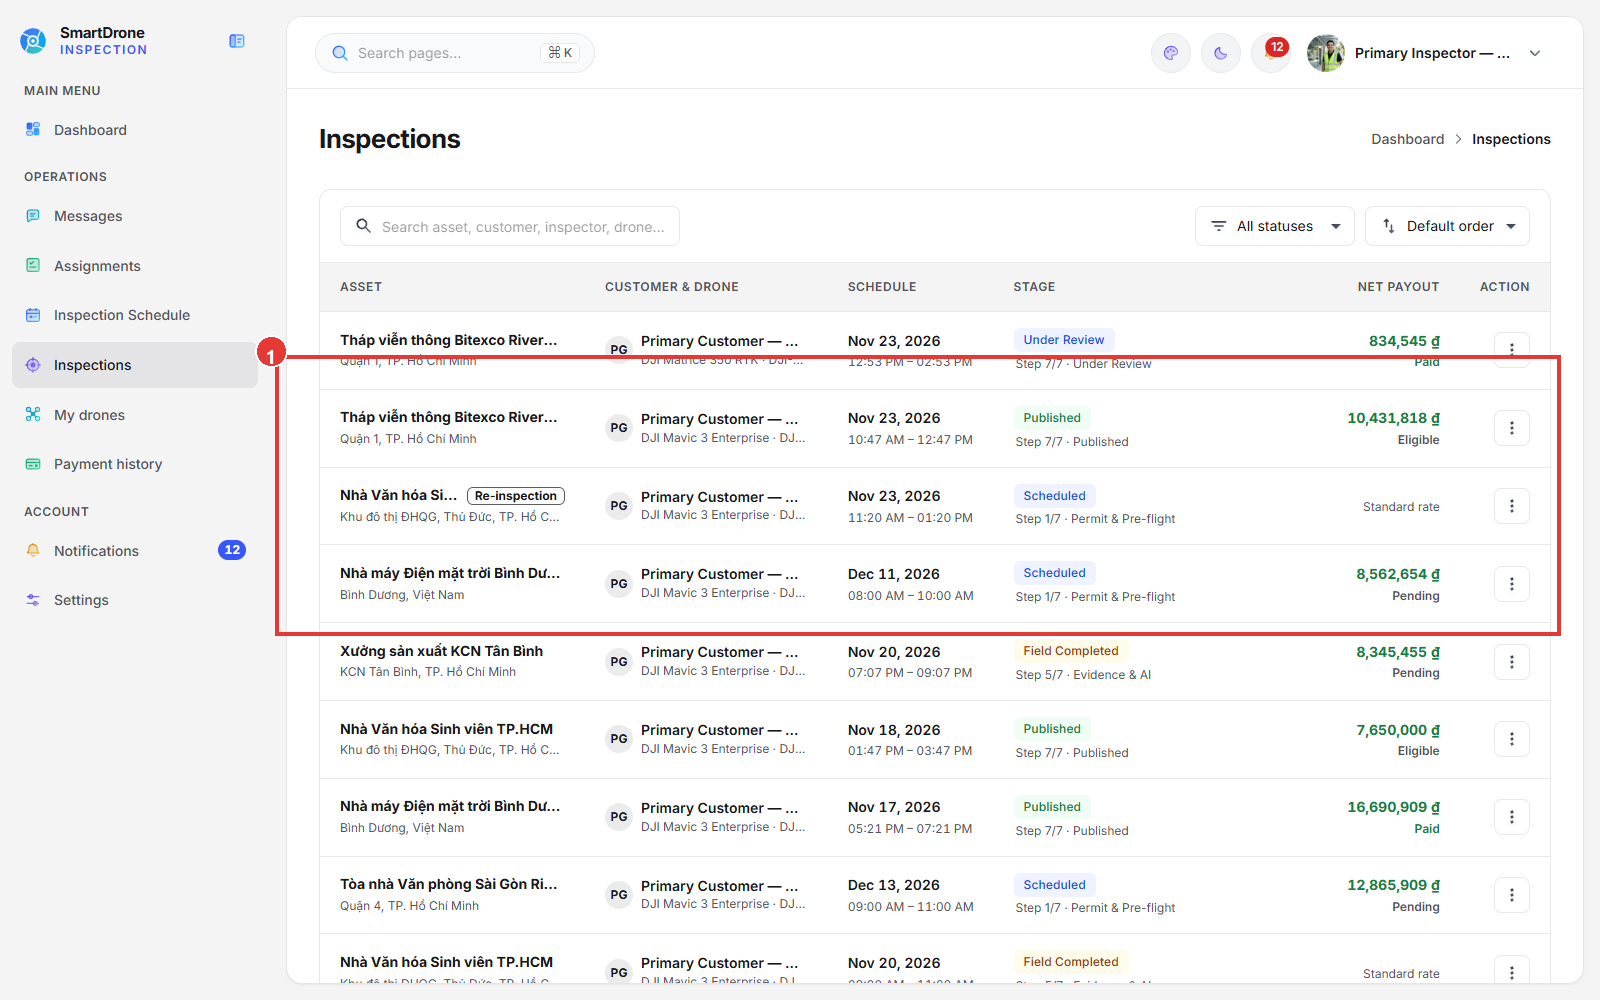 SmartDrone
INSPECTION
MAIN MENU
Dashboard
OPERATIONS
Messages
Assignments
Inspection Schedule
Inspections
My drones
Payment history
ACCOUNT
Notifications 12
Settings
Search pages... ⌘ K
12
Primary Inspector — ...
Inspections
Dashboard > Inspections
Search asset, customer, inspector, drone...
All statuses
Default order
ASSET CUSTOMER & DRONE SCHEDULE STAGE NET PAYOUT ACTION
1
Tháp viễn thông Bitexco River... PG Primary Customer — ... Nov 23, 2026 Under Review 834,545 ₫
Quận 1, TP. Hồ Chí Minh DJI Matrice 350 RTK · DJI-... 12:53 PM – 02:53 PM Step 7/7 · Under Review Paid
Tháp viễn thông Bitexco River... PG Primary Customer — ... Nov 23, 2026 Published 10,431,818 ₫
Quận 1, TP. Hồ Chí Minh DJI Mavic 3 Enterprise · DJ... 10:47 AM – 12:47 PM Step 7/7 · Published Eligible
Nhà Văn hóa Si... Re-inspection PG Primary Customer — ... Nov 23, 2026 Scheduled Standard rate
Khu đô thị ĐHQG, Thủ Đức, TP. Hồ C... DJI Mavic 3 Enterprise · DJ... 11:20 AM – 01:20 PM Step 1/7 · Permit & Pre-flight
Nhà máy Điện mặt trời Bình Dư... PG Primary Customer — ... Dec 11, 2026 Scheduled 8,562,654 ₫
Bình Dương, Việt Nam DJI Mavic 3 Enterprise · DJ... 08:00 AM – 10:00 AM Step 1/7 · Permit & Pre-flight Pending
Xưởng sản xuất KCN Tân Bình PG Primary Customer — ... Nov 20, 2026 Field Completed 8,345,455 ₫
KCN Tân Bình, TP. Hồ Chí Minh DJI Mavic 3 Enterprise · DJ... 07:07 PM – 09:07 PM Step 5/7 · Evidence & AI Pending
Nhà Văn hóa Sinh viên TP.HCM PG Primary Customer — ... Nov 18, 2026 Published 7,650,000 ₫
Khu đô thị ĐHQG, Thủ Đức, TP. Hồ C... DJI Mavic 3 Enterprise · DJ... 01:47 PM – 03:47 PM Step 7/7 · Published Eligible
Nhà máy Điện mặt trời Bình Dư... PG Primary Customer — ... Nov 17, 2026 Published 16,690,909 ₫
Bình Dương, Việt Nam DJI Mavic 3 Enterprise · DJ... 05:21 PM – 07:21 PM Step 7/7 · Published Paid
Tòa nhà Văn phòng Sài Gòn Ri... PG Primary Customer — ... Dec 13, 2026 Scheduled 12,865,909 ₫
Quận 4, TP. Hồ Chí Minh DJI Mavic 3 Enterprise · DJ... 09:00 AM – 11:00 AM Step 1/7 · Permit & Pre-flight Pending
Nhà Văn hóa Sinh viên TP.HCM PG Primary Customer — ... Nov 20, 2026 Field Completed Standard rate